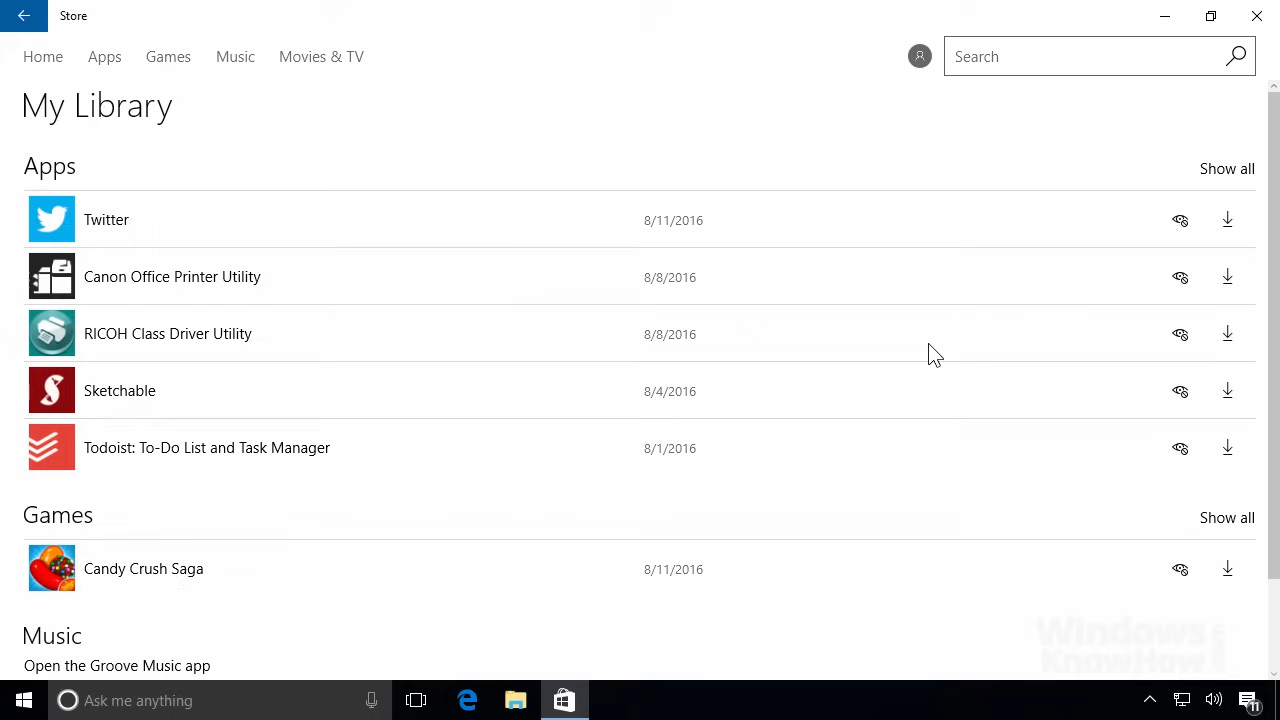 Store
Home Apps Games Music Movies & TV Search
My Library
Apps Show all
Twitter 8/11/2016
Canon Office Printer Utility 8/8/2016
RICOH Class Driver Utility 8/8/2016
Sketchable 8/4/2016
Todoist: To-Do List and Task Manager 8/1/2016
Games Show all
Candy Crush Saga 8/11/2016
Windows
KnowHow
Music
Open the Groove Music app
Ask me anything 11